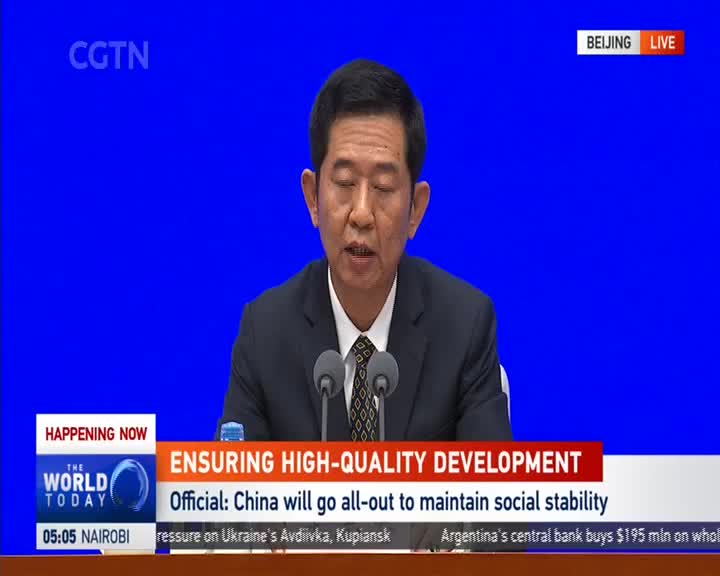 CGTN
BEIJING LIVE
HAPPENING NOW
ENSURING HIGH-QUALITY DEVELOPMENT
THE
WORLD
TODAY
Official: China will go all-out to maintain social stability
05:05 NAIROBI
ressure on Ukraine's Avdiivka, Kupiansk Argentina's central bank buys $195 mln on whol